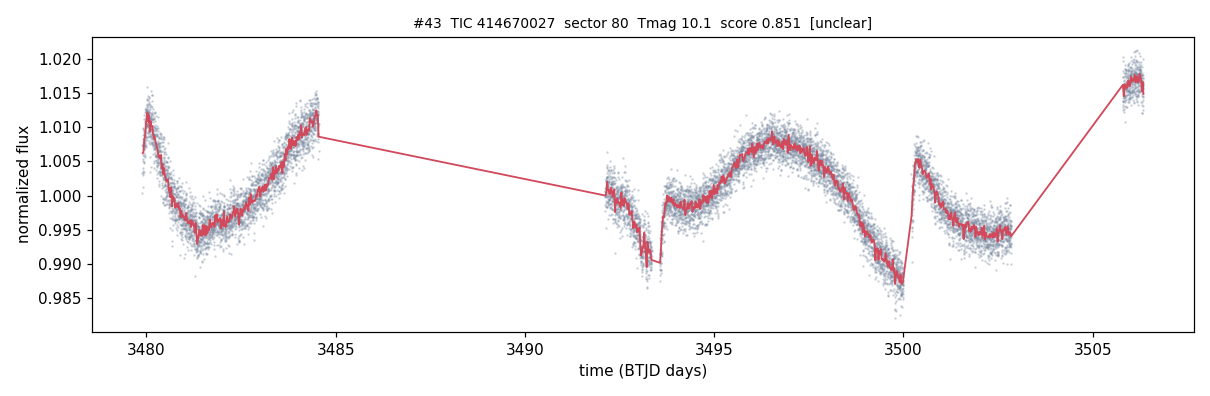 #43 TIC 414670027 sector 80 Tmag 10.1 score 0.851 [unclear]
1.020
1.015
1.010
1.005
1.000
0.995
0.990
0.985
normalized flux
3480 3485 3490 3495 3500 3505
time (BTJD days)